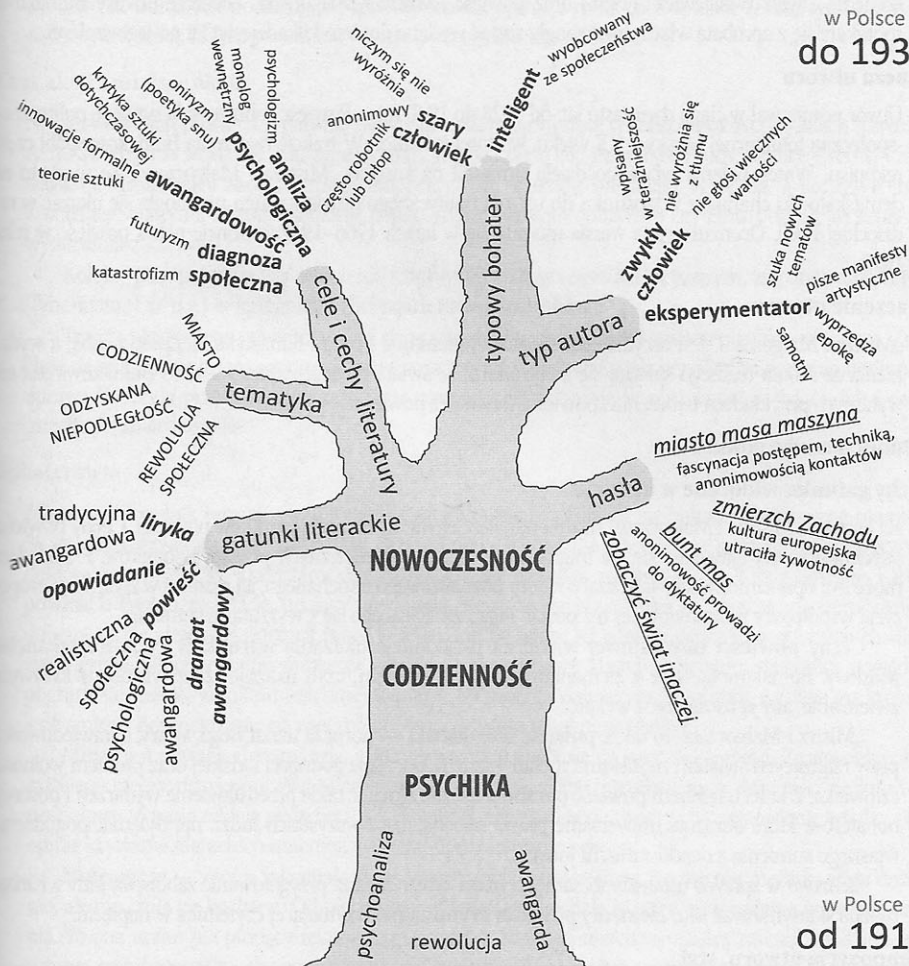 w Polsce
do 193
niczym się nie
wyróżnia
anonimowy
szary
człowiek
często robotnik
lub chłop
inteligent
wyobcowany
ze społeczeństwa
typowy bohater
psychologizm
monolog
wewnętrzny
oniryzm
(poetyka snu)
analiza
psychologiczna
krytyka sztuki
dotychczasowej
innowacje formalne
teorie sztuki
awangardowość
futuryzm
katastrofizm
diagnoza
społeczna
cele i cechy
literatury
wpisany
w teraźniejszość
nie wyróżnia się
z tłumu
nie głosi wiecznych
wartości
zwykły
człowiek
typ autora
szuka nowych
tematów
pisze manifesty
artystyczne
eksperymentator
wyprzedza
epokę
samorny
MIASTO
CODZIENNOŚĆ
ODZYSKANA
NIEPODLEGŁOŚĆ
REWOLUCJA
SPOŁECZNA
tematyka
miasto masa maszyna
fascynacja postępem, techniką,
anonimowością kontaktów
hasła
zmierzch Zachodu
kultura europejska
utraciła żywotność
bunt mas
anonimowość prowadzi
do dyktatury
zobaczyć świat inaczej
tradycyjna
awangardowa
liryka
gatunki literackie
opowiadanie
powieść
realistyczna
społeczna
psychologiczna
awangardowa
dramat
awangardowy
NOWOCZESNOŚĆ
CODZIENNOŚĆ
PSYCHIKA
psychoanaliza
rewolucja
awangarda
w Polsce
od 191